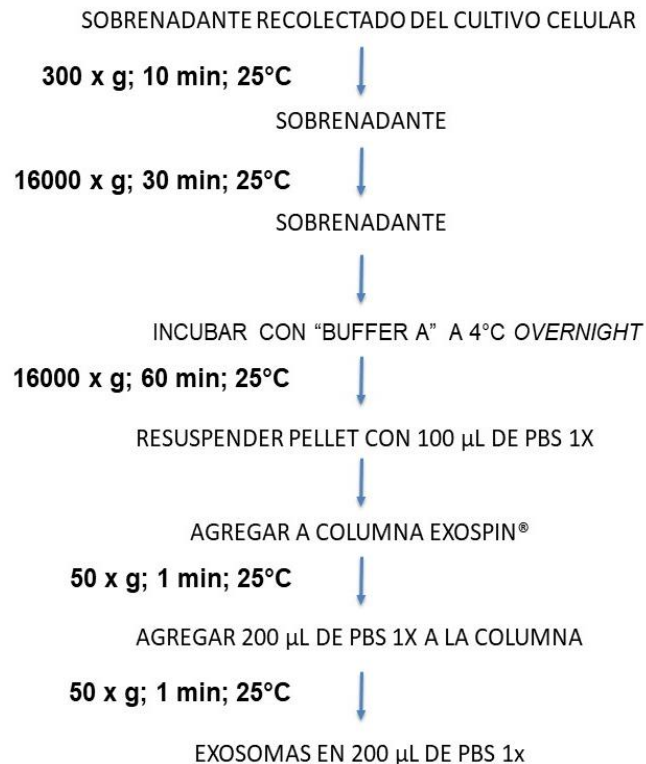 SOBRENADANTE RECOLECTADO DEL CULTIVO CELULAR
300 x g; 10 min; 25°C
SOBRENADANTE
16000 x g; 30 min; 25°C
SOBRENADANTE
INCUBAR CON “BUFFER A” A 4°C OVERNIGHT
16000 x g; 60 min; 25°C
RESUSPENDER PELLET CON 100 µL DE PBS 1X
AGREGAR A COLUMNA EXOSPIN®
50 x g; 1 min; 25°C
AGREGAR 200 µL DE PBS 1X A LA COLUMNA
50 x g; 1 min; 25°C
EXOSOMAS EN 200 µL DE PBS 1x